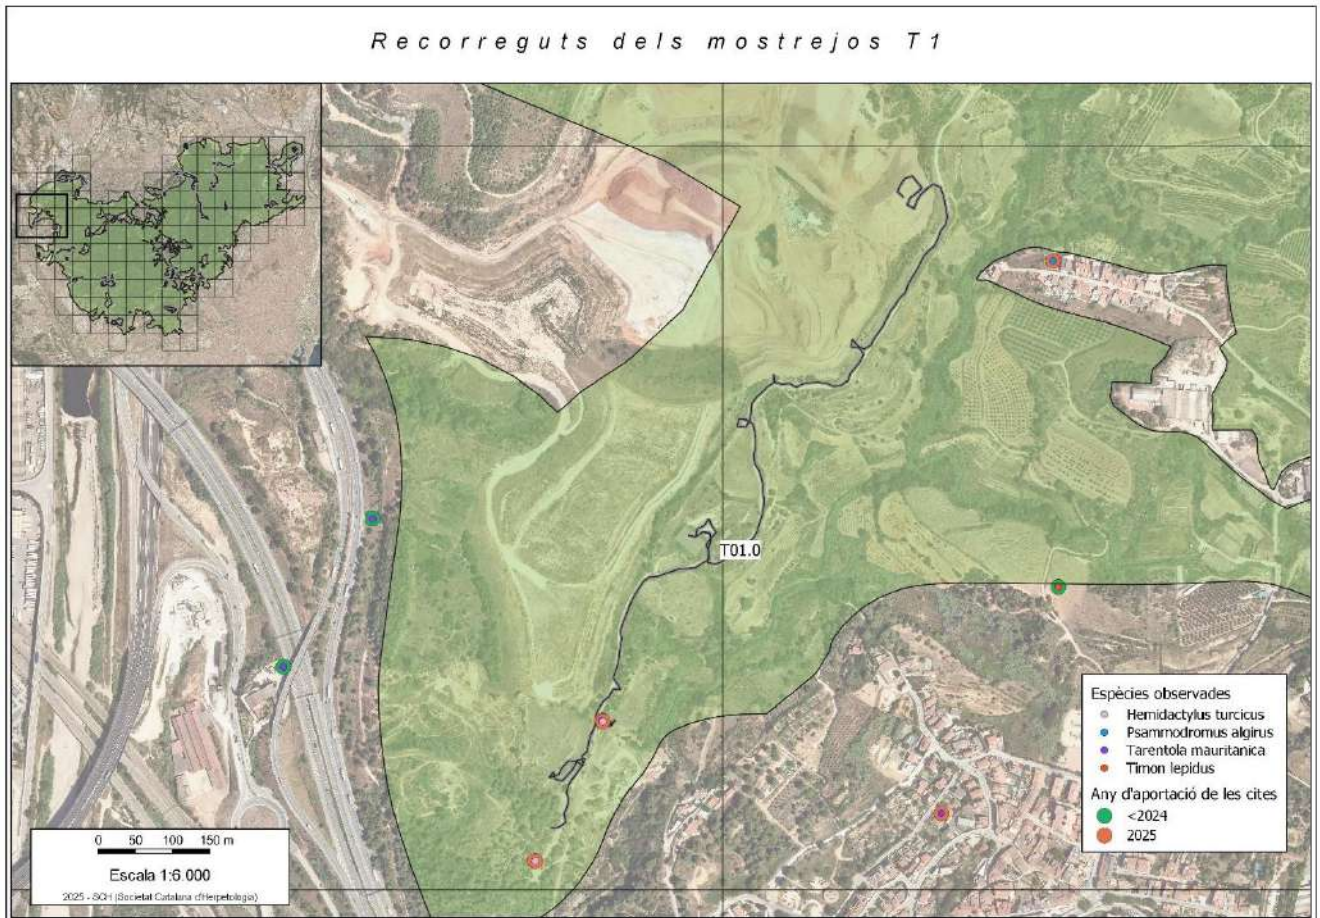 Recorreguts dels mostrejos T1
T01.0
Espècies observades
Hemidactylus turcicus
Psammodromus algirus
Tarentola mauritanica
Timon lepidus
Any d'aportació de les cites
<2024
2025
0 50 100 150 m
Escala 1:6 000
2025 - SCH (Societat Catalana d'Herpetologia)